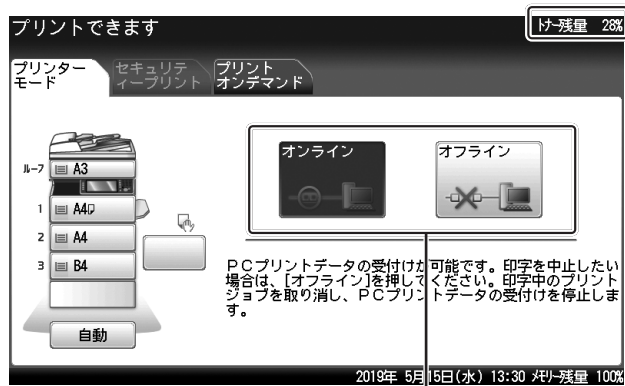 プリントできます
トナー残量 28%
プリンター
モード
セキュリテ
ィープリント
プリント
オンデマンド
オンライン
オフライン
ループ A3
1 A4
2 A4
3 B4
自動
PCプリントデータの受付けが可能です。印字を中止したい
場合は、[オフライン]を押してください。印字中のプリント
ジョブを取り消し、PCプリントデータの受付けを停止しま
す。
2019年 5月15日(水) 13:30 メモリー残量 100%